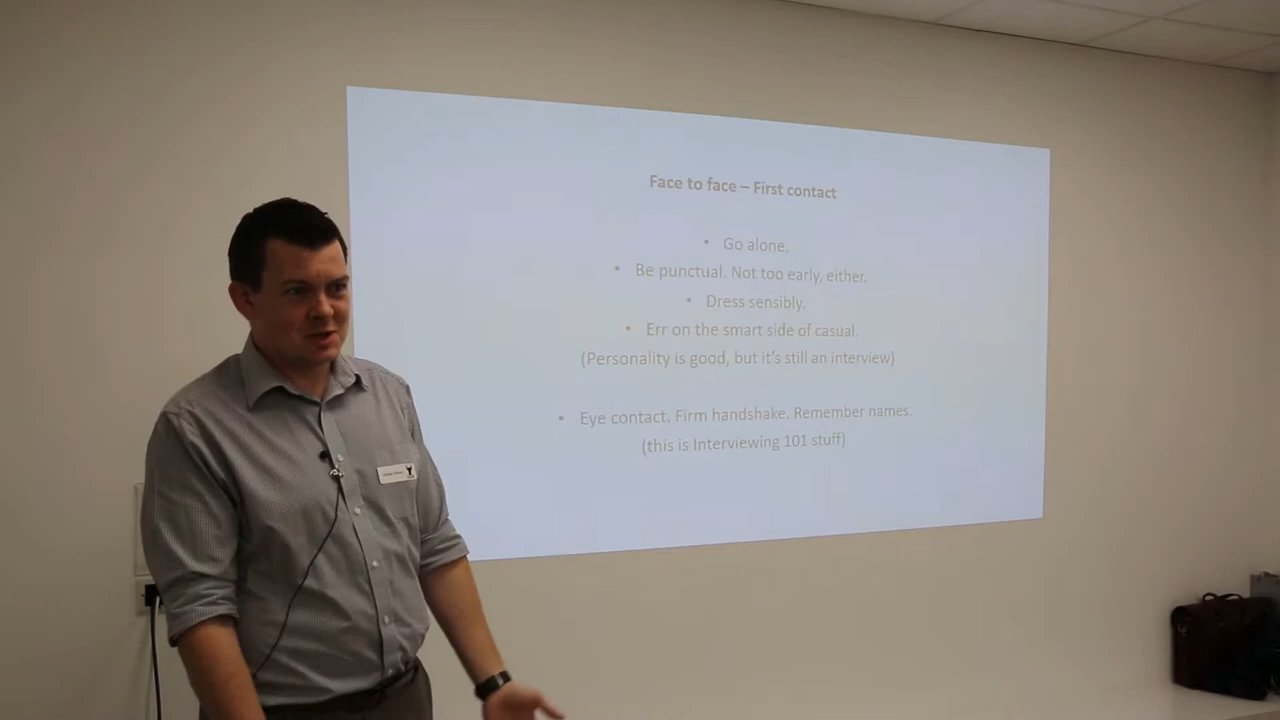 Face to face – First contact
• Go alone.
• Be punctual. Not too early, either.
• Dress sensibly.
• Err on the smart side of casual.
(Personality is good, but it's still an interview)
• Eye contact. Firm handshake. Remember names.
(this is Interviewing 101 stuff)